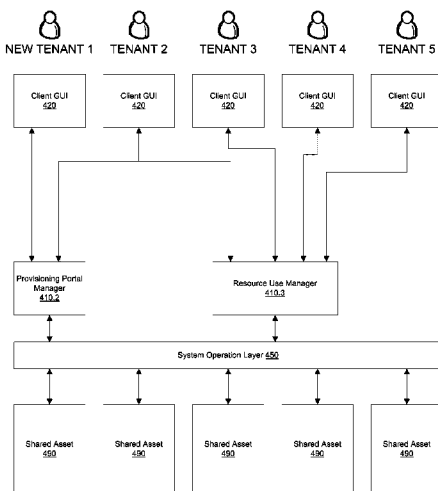 NEW TENANT 1 TENANT 2 TENANT 3 TENANT 4 TENANT 5
Client GUI Client GUI Client GUI Client GUI Client GUI
420 420 420 420 420
Provisioning Portal
Manager
410.2
Resource Use Manager
410.3
System Operation Layer 450
Shared Asset Shared Asset Shared Asset Shared Asset Shared Asset
490 490 490 490 490